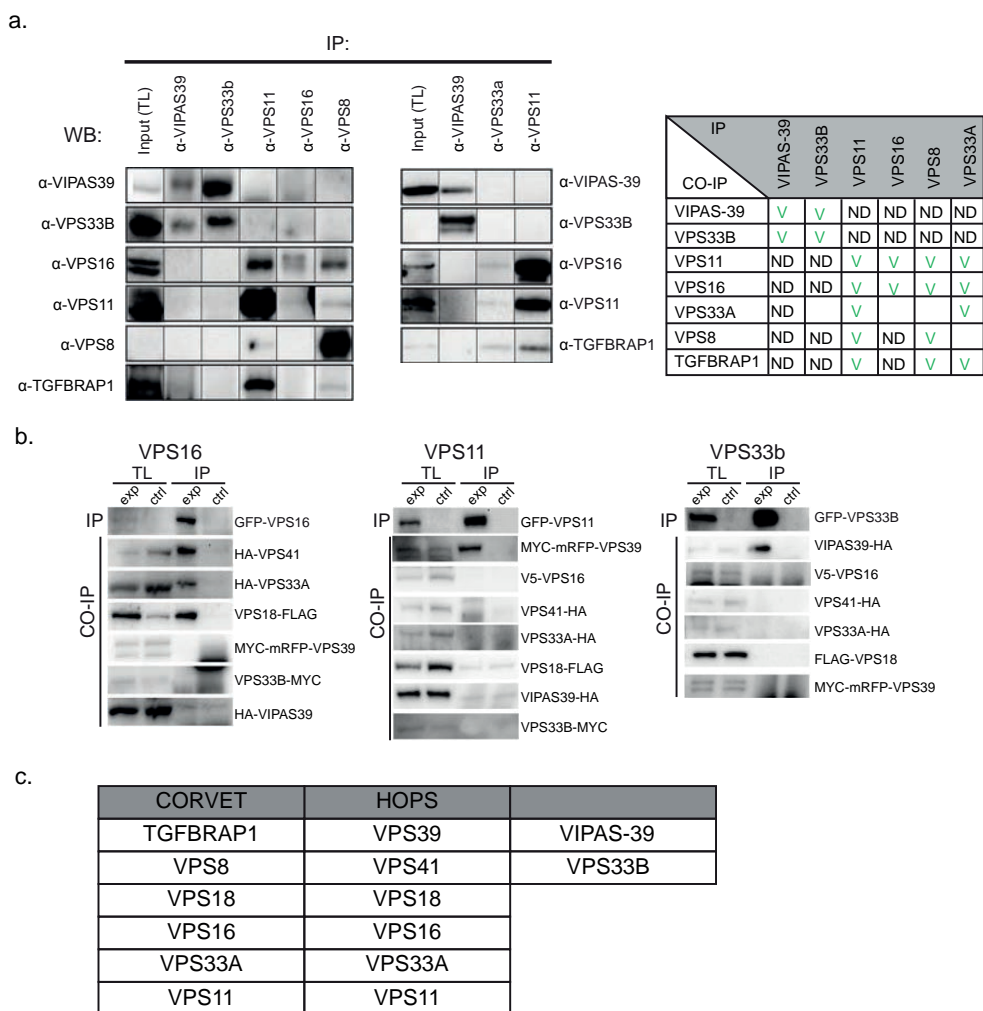 a.
IP:
WB:
Input (TL) α-VIPAS39 α-VPS33b α-VPS11 α-VPS16 α-VPS8
α-VIPAS39
α-VPS33B
α-VPS16
α-VPS11
α-VPS8
α-TGFBRAP1
Input (TL) α-VIPAS39 α-VPS33a α-VPS11
α-VIPAS-39
α-VPS33B
α-VPS16
α-VPS11
α-TGFBRAP1
IP
CO-IP
VIPAS-39 VPS33B VPS11 VPS16 VPS8 VPS33A
VIPAS-39 V V ND ND ND ND
VPS33B V V ND ND ND ND
VPS11 ND ND V V V V
VPS16 ND ND V V V V
VPS33A ND V V
VPS8 ND ND V ND V
TGFBRAP1 ND ND V ND V V
b.
VPS16
TL IP
exp ctrl exp ctrl
IP
GFP-VPS16
CO-IP
HA-VPS41
HA-VPS33A
VPS18-FLAG
MYC-mRFP-VPS39
VPS33B-MYC
HA-VIPAS39
VPS11
TL IP
exp ctrl exp ctrl
IP
GFP-VPS11
CO-IP
MYC-mRFP-VPS39
V5-VPS16
VPS41-HA
VPS33A-HA
VPS18-FLAG
VIPAS39-HA
VPS33B-MYC
VPS33b
TL IP
exp ctrl exp ctrl
IP
GFP-VPS33B
CO-IP
VIPAS39-HA
V5-VPS16
VPS41-HA
VPS33A-HA
FLAG-VPS18
MYC-mRFP-VPS39
c.
CORVET HOPS
TGFBRAP1 VPS39 VIPAS-39
VPS8 VPS41 VPS33B
VPS18 VPS18
VPS16 VPS16
VPS33A VPS33A
VPS11 VPS11